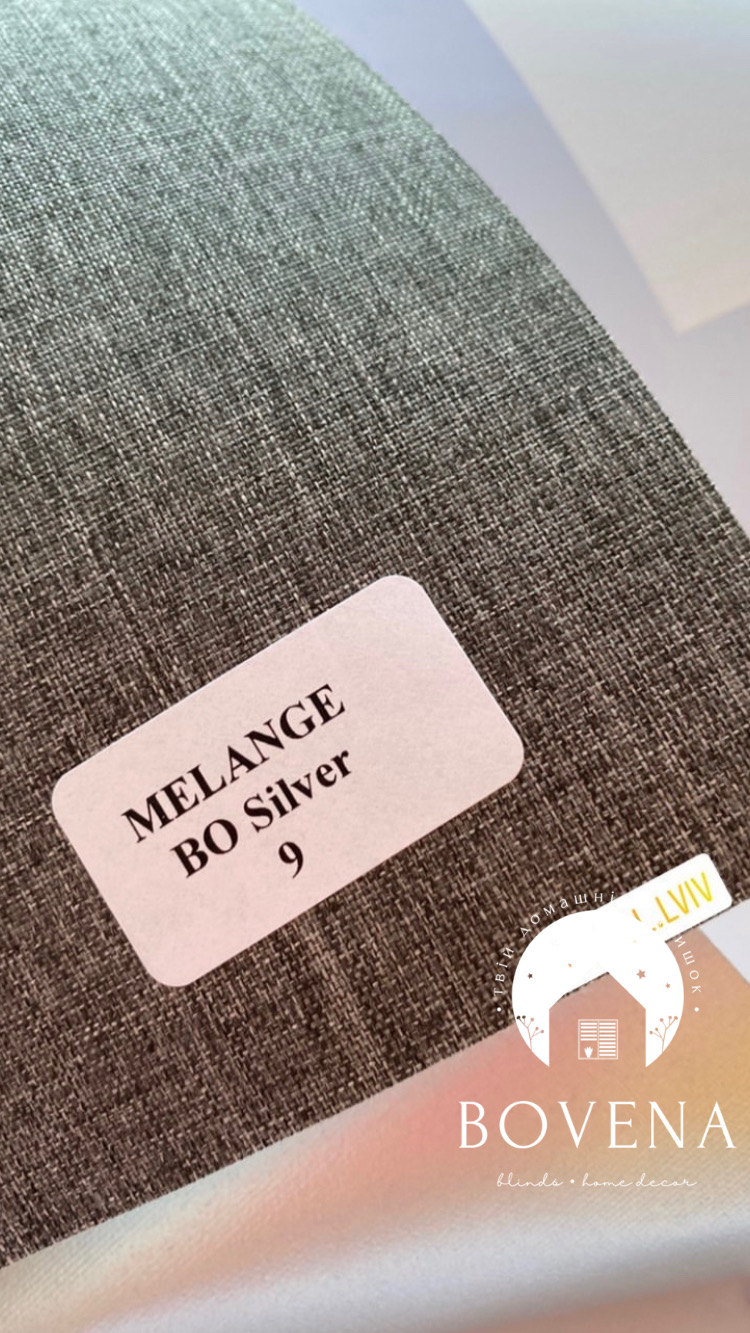 MELANGE
BO Silver
9
LVIV
твій домашній
BOVENA
blinds • home decor